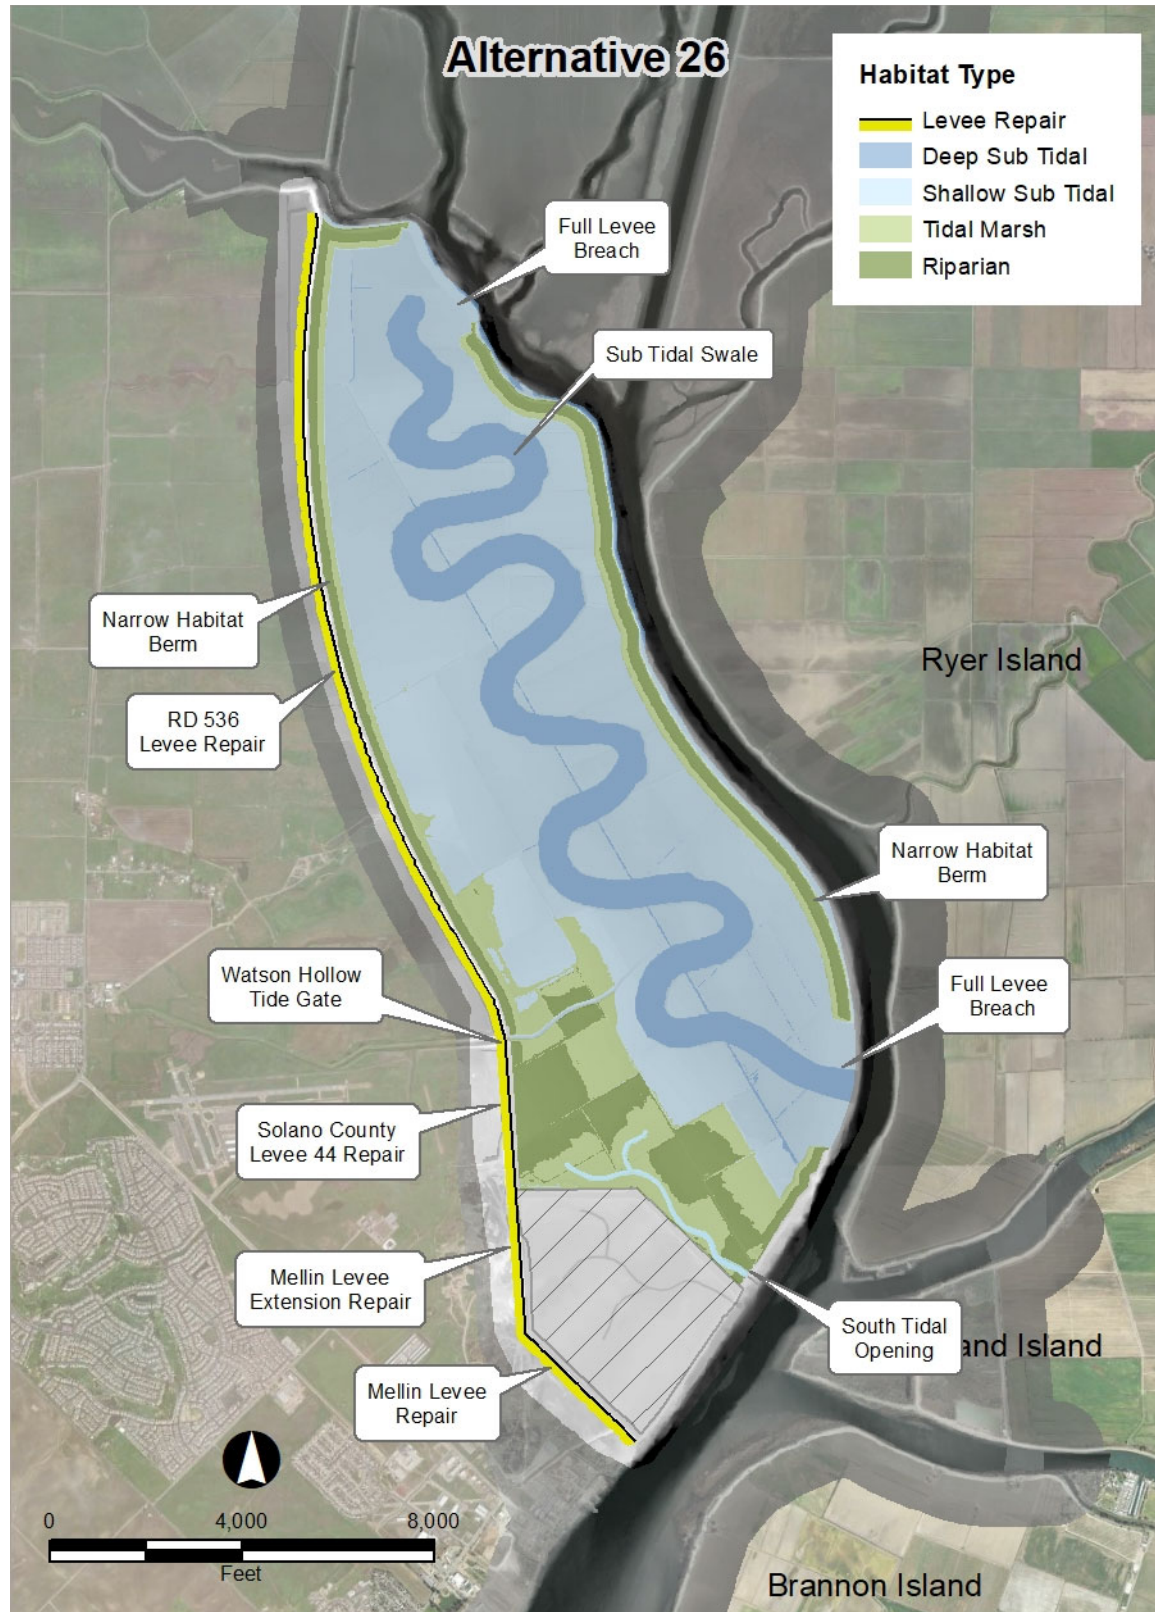 Alternative 26
Habitat Type
Levee Repair
Deep Sub Tidal
Shallow Sub Tidal
Tidal Marsh
Riparian
Full Levee
Breach
Sub Tidal Swale
Narrow Habitat
Berm
RD 536
Levee Repair
Ryer Island
Narrow Habitat
Berm
Watson Hollow
Tide Gate
Full Levee
Breach
Solano County
Levee 44 Repair
Mellin Levee
Extension Repair
South Tidal
Opening
and Island
Mellin Levee
Repair
0 4,000 8,000
Feet
Brannon Island